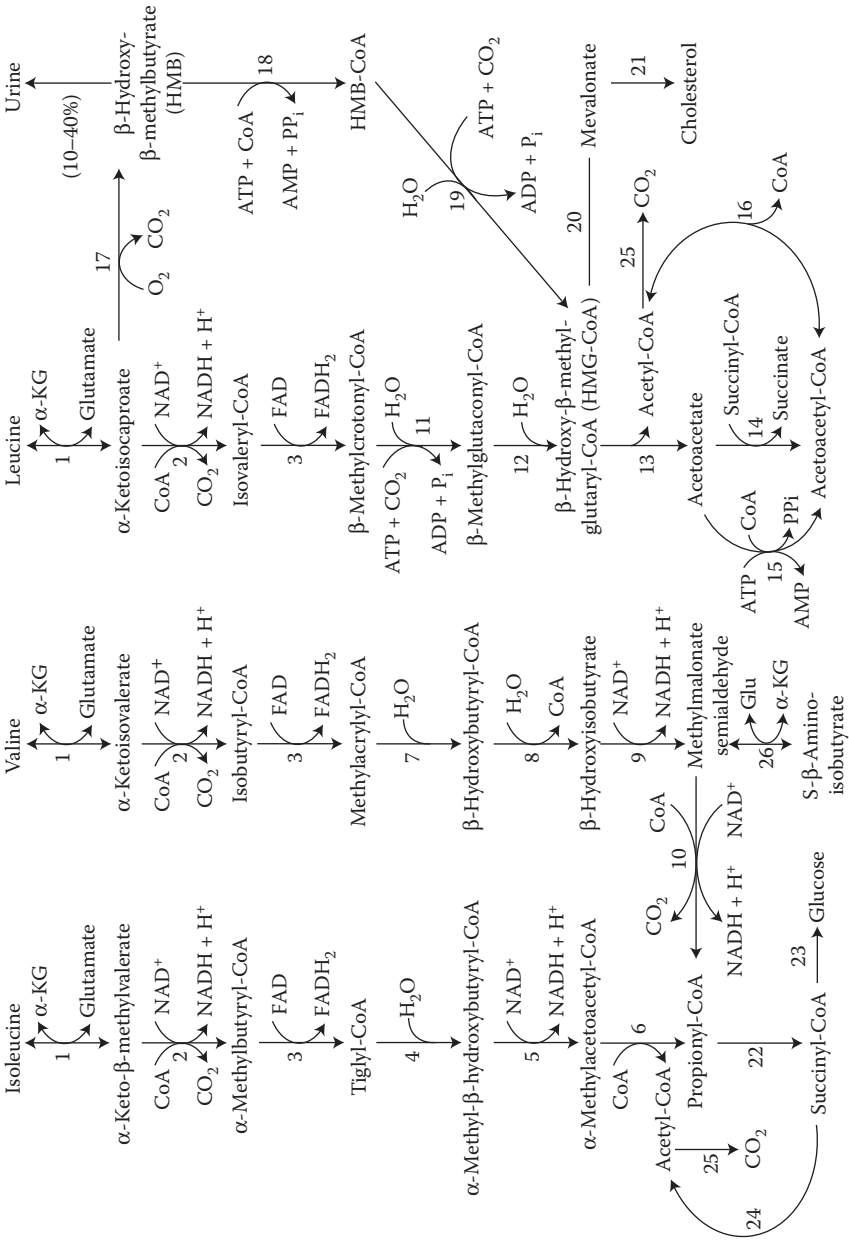 Isoleucine
α-KG
1
Glutamate
α-Keto-β-methylvalerate
CoA
NAD⁺
2
CO₂
NADH + H⁺
α-Methylbutyryl-CoA
FAD
3
FADH₂
Tiglyl-CoA
4
H₂O
α-Methyl-β-hydroxybutyryl-CoA
NAD⁺
5
NADH + H⁺
α-Methylacetoacetyl-CoA
CoA
6
Acetyl-CoA
Propionyl-CoA
25
CO₂
22
24
Succinyl-CoA
23
Glucose
Valine
α-KG
1
Glutamate
α-Ketoisovalerate
CoA
NAD⁺
2
CO₂
NADH + H⁺
Isobutyryl-CoA
FAD
3
FADH₂
Methylacrylyl-CoA
7
H₂O
β-Hydroxybutyryl-CoA
H₂O
8
CoA
β-Hydroxyisobutyrate
NAD⁺
9
NADH + H⁺
Methylmalonate
semialdehyde
CO₂
10
CoA
NADH + H⁺
NAD⁺
Glu
26
α-KG
S-β-Amino-
isobutyrate
Leucine
α-KG
1
Glutamate
α-Ketoisocaproate
CoA
NAD⁺
2
CO₂
NADH + H⁺
Isovaleryl-CoA
FAD
3
FADH₂
β-Methylcrotonyl-CoA
ATP + CO₂
H₂O
11
ADP + Pᵢ
β-Methylglutaconyl-CoA
12
H₂O
β-Hydroxy-β-methyl-
glutaryl-CoA (HMG-CoA)
13
Acetyl-CoA
25
CO₂
Acetoacetate
ATP
CoA
15
AMP
PPi
Succinyl-CoA
14
Succinate
Acetoacetyl-CoA
16
CoA
17
O₂
CO₂
Urine
(10–40%)
β-Hydroxy-
β-methylbutyrate
(HMB)
ATP + CoA
18
AMP + PPᵢ
HMB-CoA
H₂O
19
ATP + CO₂
ADP + Pᵢ
20
Mevalonate
21
Cholesterol